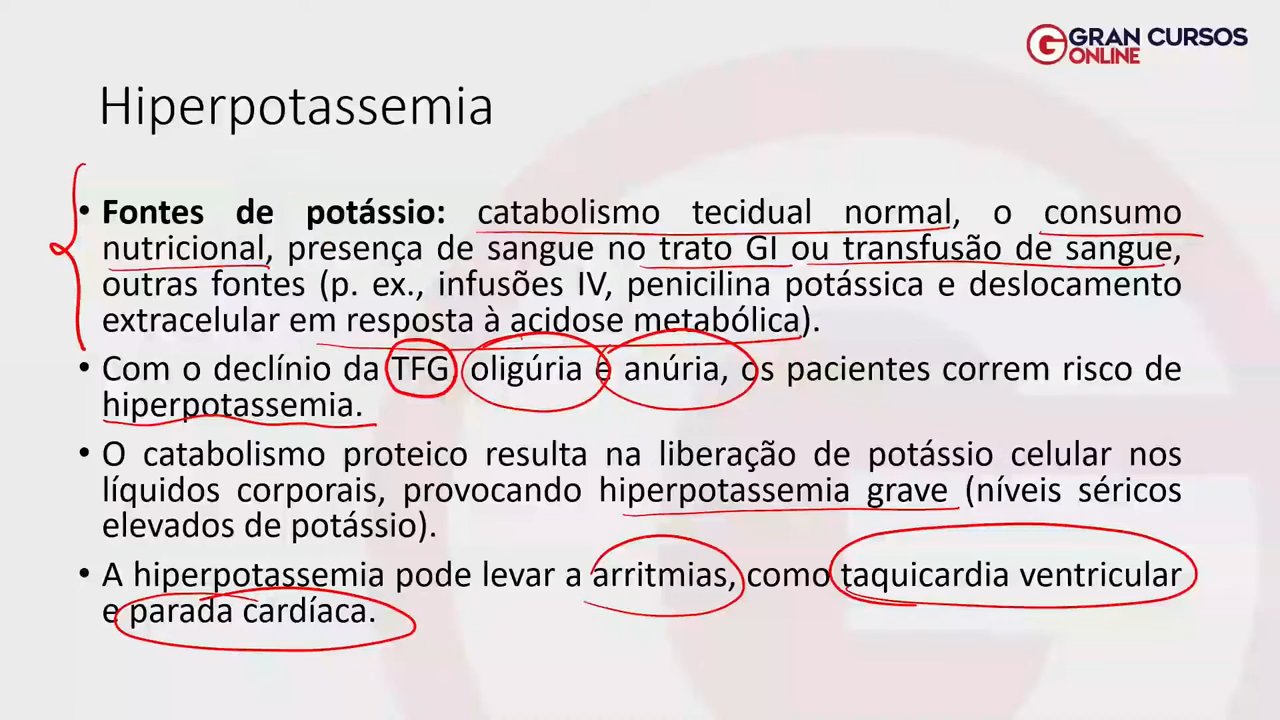 GRAN CURSOS
ONLINE
Hiperpotassemia
• Fontes de potássio: catabolismo tecidual normal, o consumo
nutricional, presença de sangue no trato GI ou transfusão de sangue,
outras fontes (p. ex., infusões IV, penicilina potássica e deslocamento
extracelular em resposta à acidose metabólica).
• Com o declínio da TFG oligúria e anúria, os pacientes correm risco de
hiperpotassemia.
• O catabolismo proteico resulta na liberação de potássio celular nos
líquidos corporais, provocando hiperpotassemia grave (níveis séricos
elevados de potássio).
• A hiperpotassemia pode levar a arritmias, como taquicardia ventricular
e parada cardíaca.